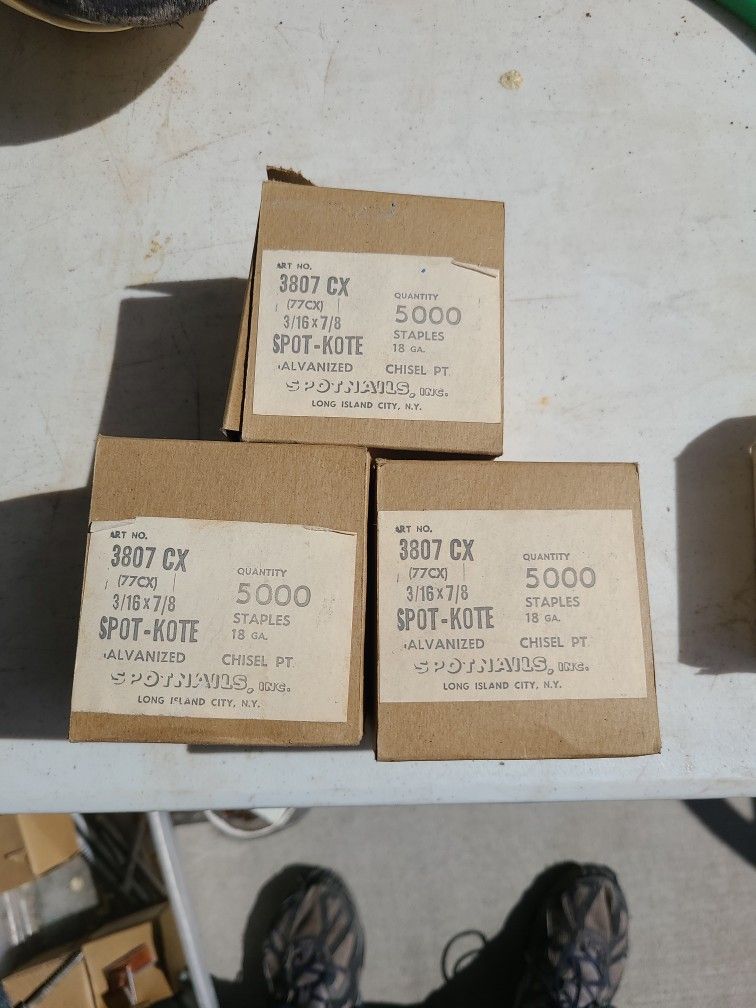 ART NO.
3807 CX
(77CX)
3/16 x 7/8
SPOT-KOTE
ALVANIZED
QUANTITY
5000
STAPLES
18 GA.
CHISEL PT.
SPOTNAILS, INC.
LONG ISLAND CITY, N.Y.
ART NO.
3807 CX
(77CX)
3/16 x 7/8
SPOT-KOTE
ALVANIZED
QUANTITY
5000
STAPLES
18 GA.
CHISEL PT.
SPOTNAILS, INC.
LONG ISLAND CITY, N.Y.
ART NO.
3807 CX
(77CX)
3/16 x 7/8
SPOT-KOTE
ALVANIZED
QUANTITY
5000
STAPLES
18 GA.
CHISEL PT.
SPOTNAILS, INC.
LONG ISLAND CITY, N.Y.